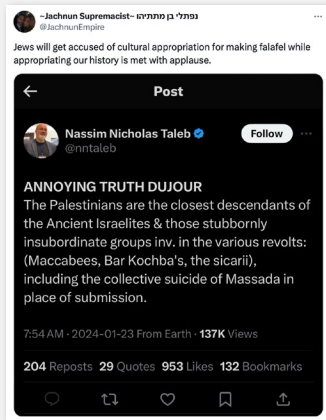 ~Jachnun Supremacist~ נפתלי בן מתתיהו
@JachnunEmpire
Jews will get accused of cultural appropriation for making falafel while
appropriating our history is met with applause.
Post
Nassim Nicholas Taleb
@nntaleb
Follow
ANNOYING TRUTH DUJOUR
The Palestinians are the closest descendants of
the Ancient Israelites & those stubbornly
insubordinate groups inv. in the various revolts:
(Maccabees, Bar Kochba's, the sicarii),
including the collective suicide of Massada in
place of submission.
7:54 AM · 2024-01-23 From Earth · 137K Views
204 Reposts 29 Quotes 953 Likes 132 Bookmarks